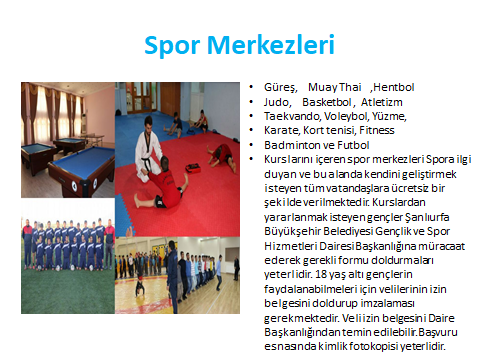 Spor Merkezleri
• Güreş, Muay Thai ,Hentbol
• Judo, Basketbol , Atletizm
• Taekvando, Voleybol, Yüzme,
• Karate, Kort tenisi, Fitness
• Badminton ve Futbol
• Kurslarını içeren spor merkezleri Spora ilgi
duyan ve bu alanda kendini geliştirmek
isteyen tüm vatandaşlara ücretsiz bir
şekilde verilmektedir. Kurslardan
yararlanmak isteyen gençler Şanlıurfa
Büyükşehir Belediyesi Gençlik ve Spor
Hizmetleri Dairesi Başkanlığına müracaat
ederek gerekli formu doldurmaları
yeterlidir. 18 yaş altı gençlerin
faydalanabilmeleri için velilerinin izin
belgesini doldurup imzalaması
gerekmektedir. Veli izin belgesini Daire
Başkanlığından temin edilebilir.Başvuru
esnasında kimlik fotokopisi yeterlidir.